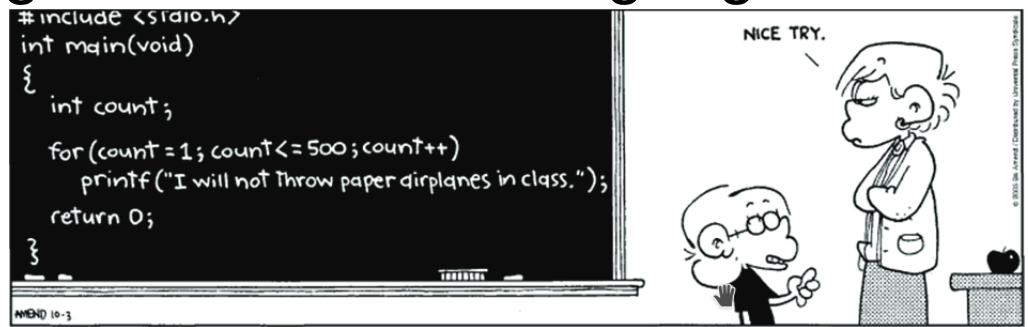 #include <stdio.h>
int main(void)
{
int count;
for (count = 1; count <= 500; count++)
printf("I will not throw paper airplanes in class.");
return 0;
}
AMEND 10-3
NICE TRY.